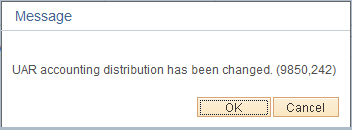 Message
UAR accounting distribution has been changed. (9850,242)
OK Cancel